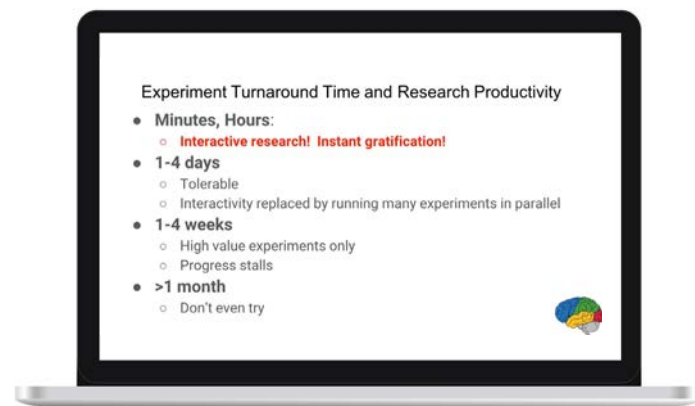 Experiment Turnaround Time and Research Productivity
● Minutes, Hours:
○ Interactive research! Instant gratification!
● 1-4 days
○ Tolerable
○ Interactivity replaced by running many experiments in parallel
● 1-4 weeks
○ High value experiments only
○ Progress stalls
● >1 month
○ Don't even try